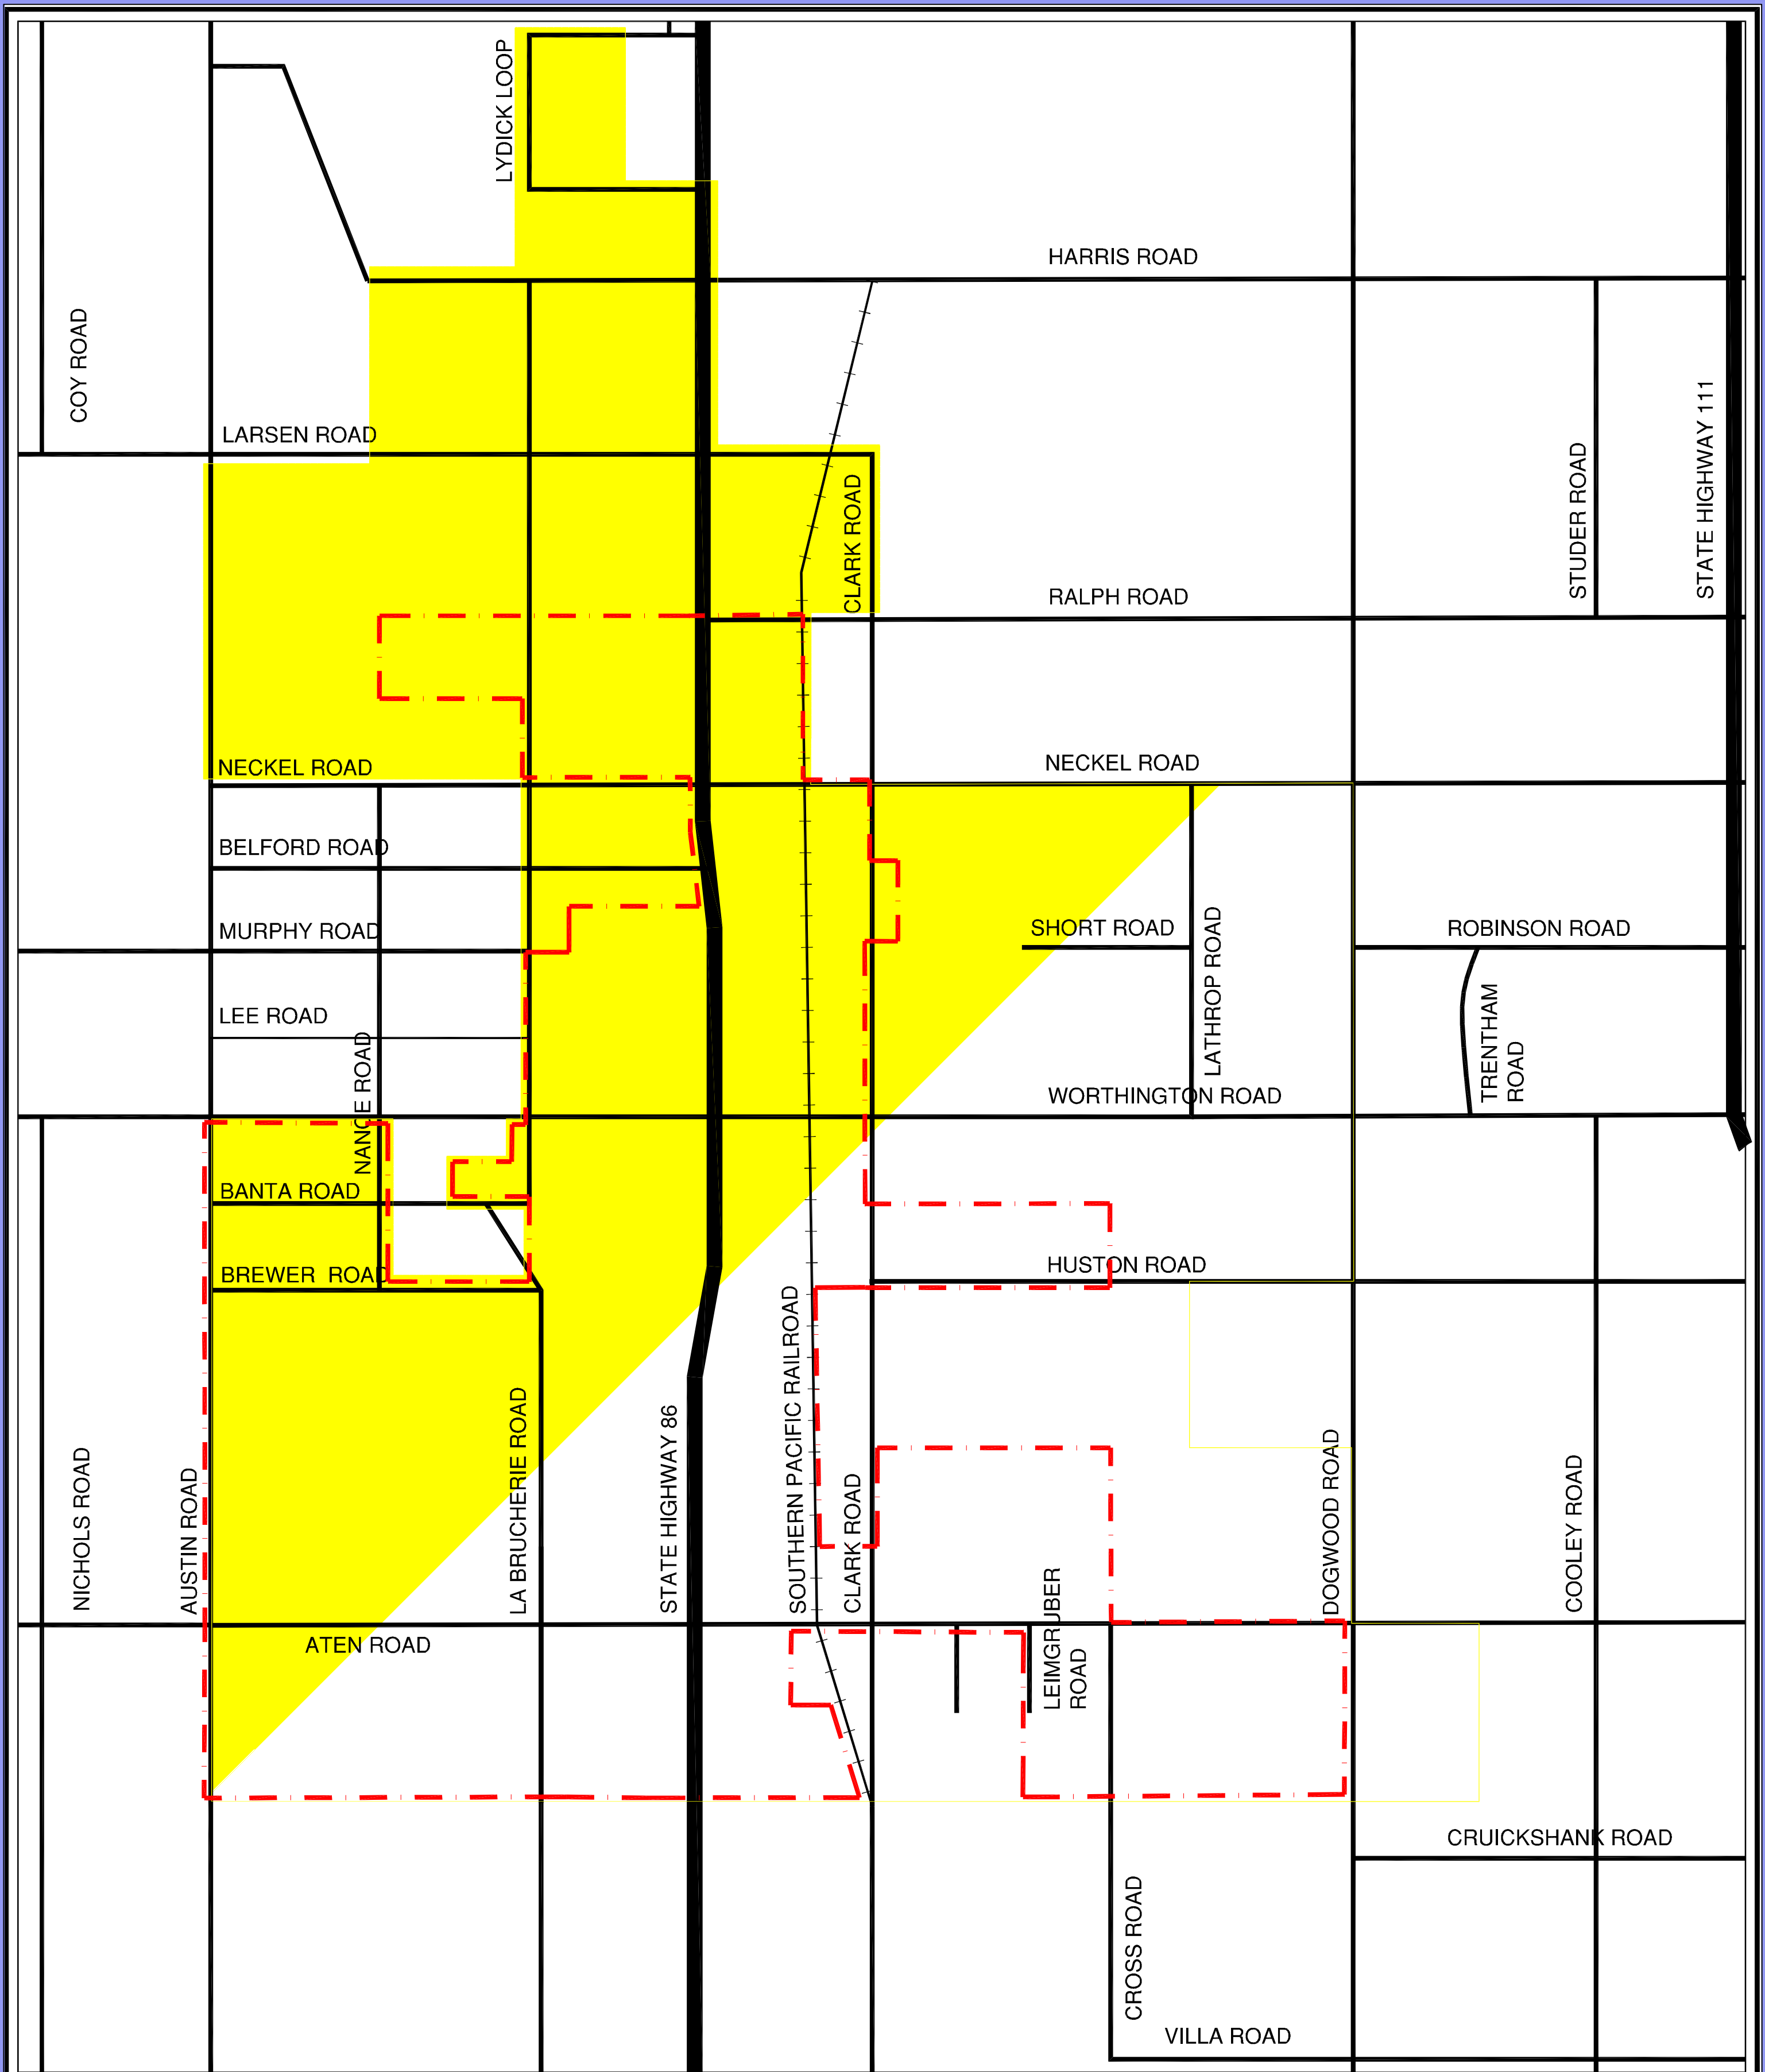 LYDICK LOOP
HARRIS ROAD
COY ROAD
STATE HIGHWAY 111
LARSEN ROAD
STUDER ROAD
CLARK ROAD
RALPH ROAD
NECKEL ROAD
NECKEL ROAD
BELFORD ROAD
MURPHY ROAD
SHORT ROAD
LATHROP ROAD
ROBINSON ROAD
LEE ROAD
TRENTHAM
ROAD
NANCE ROAD
WORTHINGTON ROAD
BANTA ROAD
BREWER  ROAD
HUSTON ROAD
NICHOLS ROAD
AUSTIN ROAD
LA BRUCHERIE ROAD
STATE HIGHWAY 86
SOUTHERN PACIFIC RAILROAD
CLARK ROAD
DOGWOOD ROAD
COOLEY ROAD
LEIMGRUBER
ROAD
ATEN ROAD
CRUICKSHANK ROAD
CROSS ROAD
VILLA ROAD